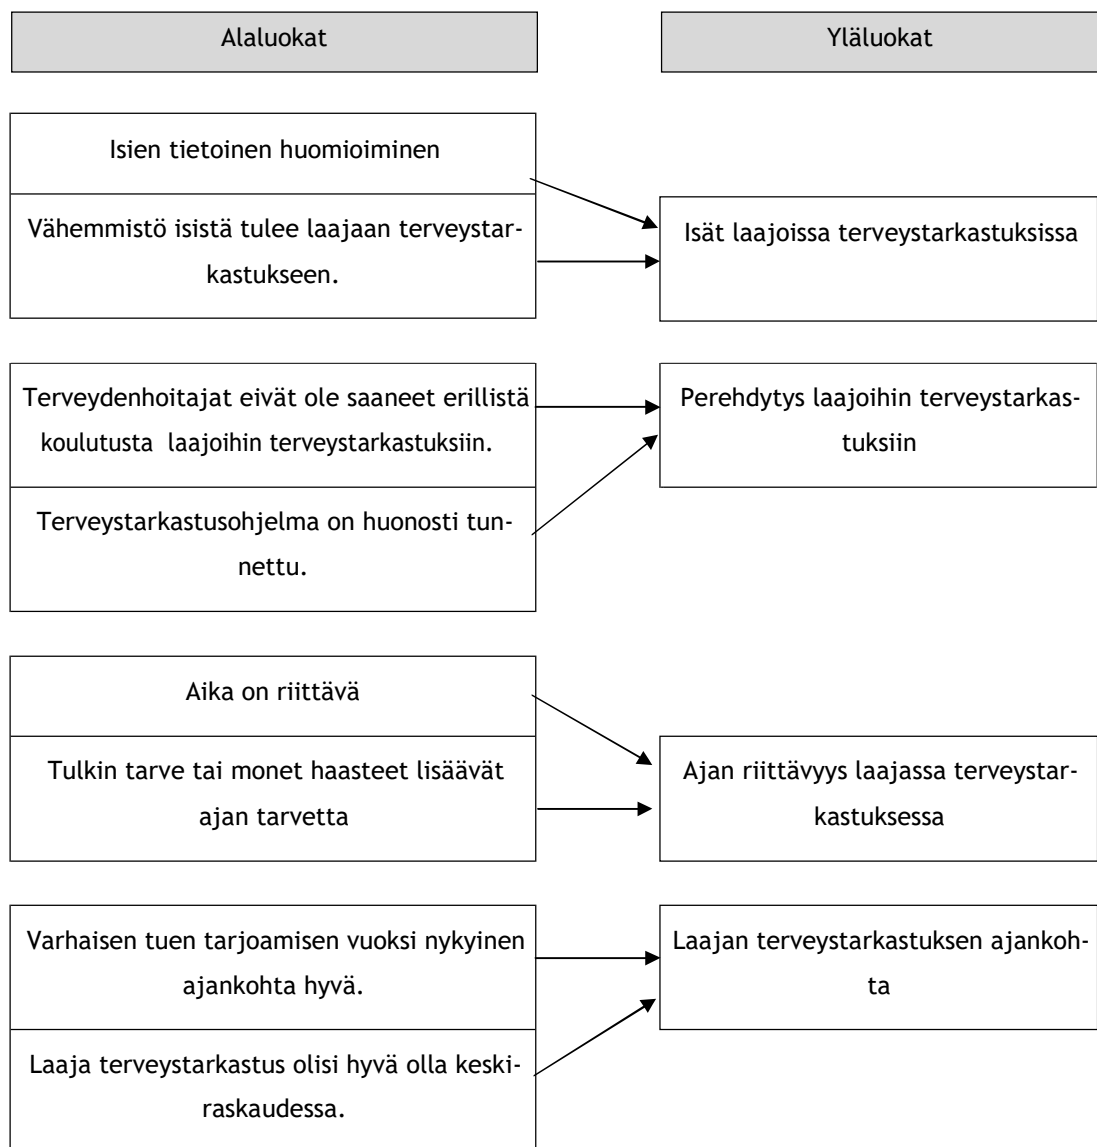 Alaluokat
Yläluokat
Isien tietoinen huomioiminen
Vähemmistö isistä tulee laajaan terveystar-
kastukseen.
Isät laajoissa terveystarkastuksissa
Terveydenhoitajat eivät ole saaneet erillistä
koulutusta laajoihin terveystarkastuksiin.
Terveystarkastusohjelma on huonosti tun-
nettu.
Perehdytys laajoihin terveystarkas-
tuksiin
Aika on riittävä
Tulkin tarve tai monet haasteet lisäävät
ajan tarvetta
Ajan riittävyys laajassa terveystar-
kastuksessa
Varhaisen tuen tarjoamisen vuoksi nykyinen
ajankohta hyvä.
Laaja terveystarkastus olisi hyvä olla keski-
raskaudessa.
Laajan terveystarkastuksen ajankoh-
ta